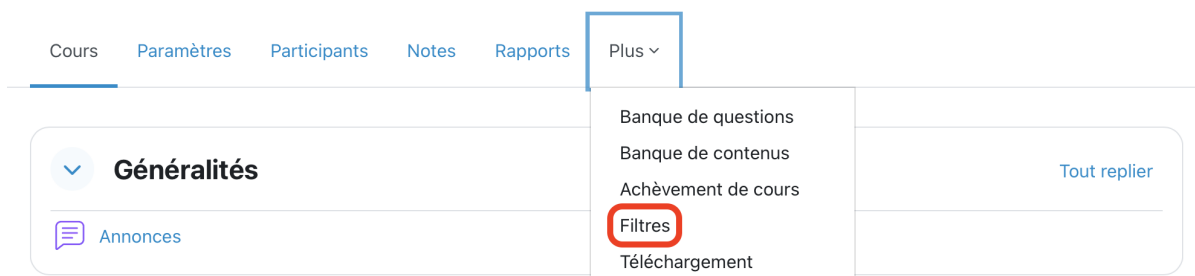 Cours Paramètres Participants Notes Rapports Plus
Banque de questions
Banque de contenus
Achèvement de cours
Filtres
Téléchargement
Généralités
Tout replier
Annonces